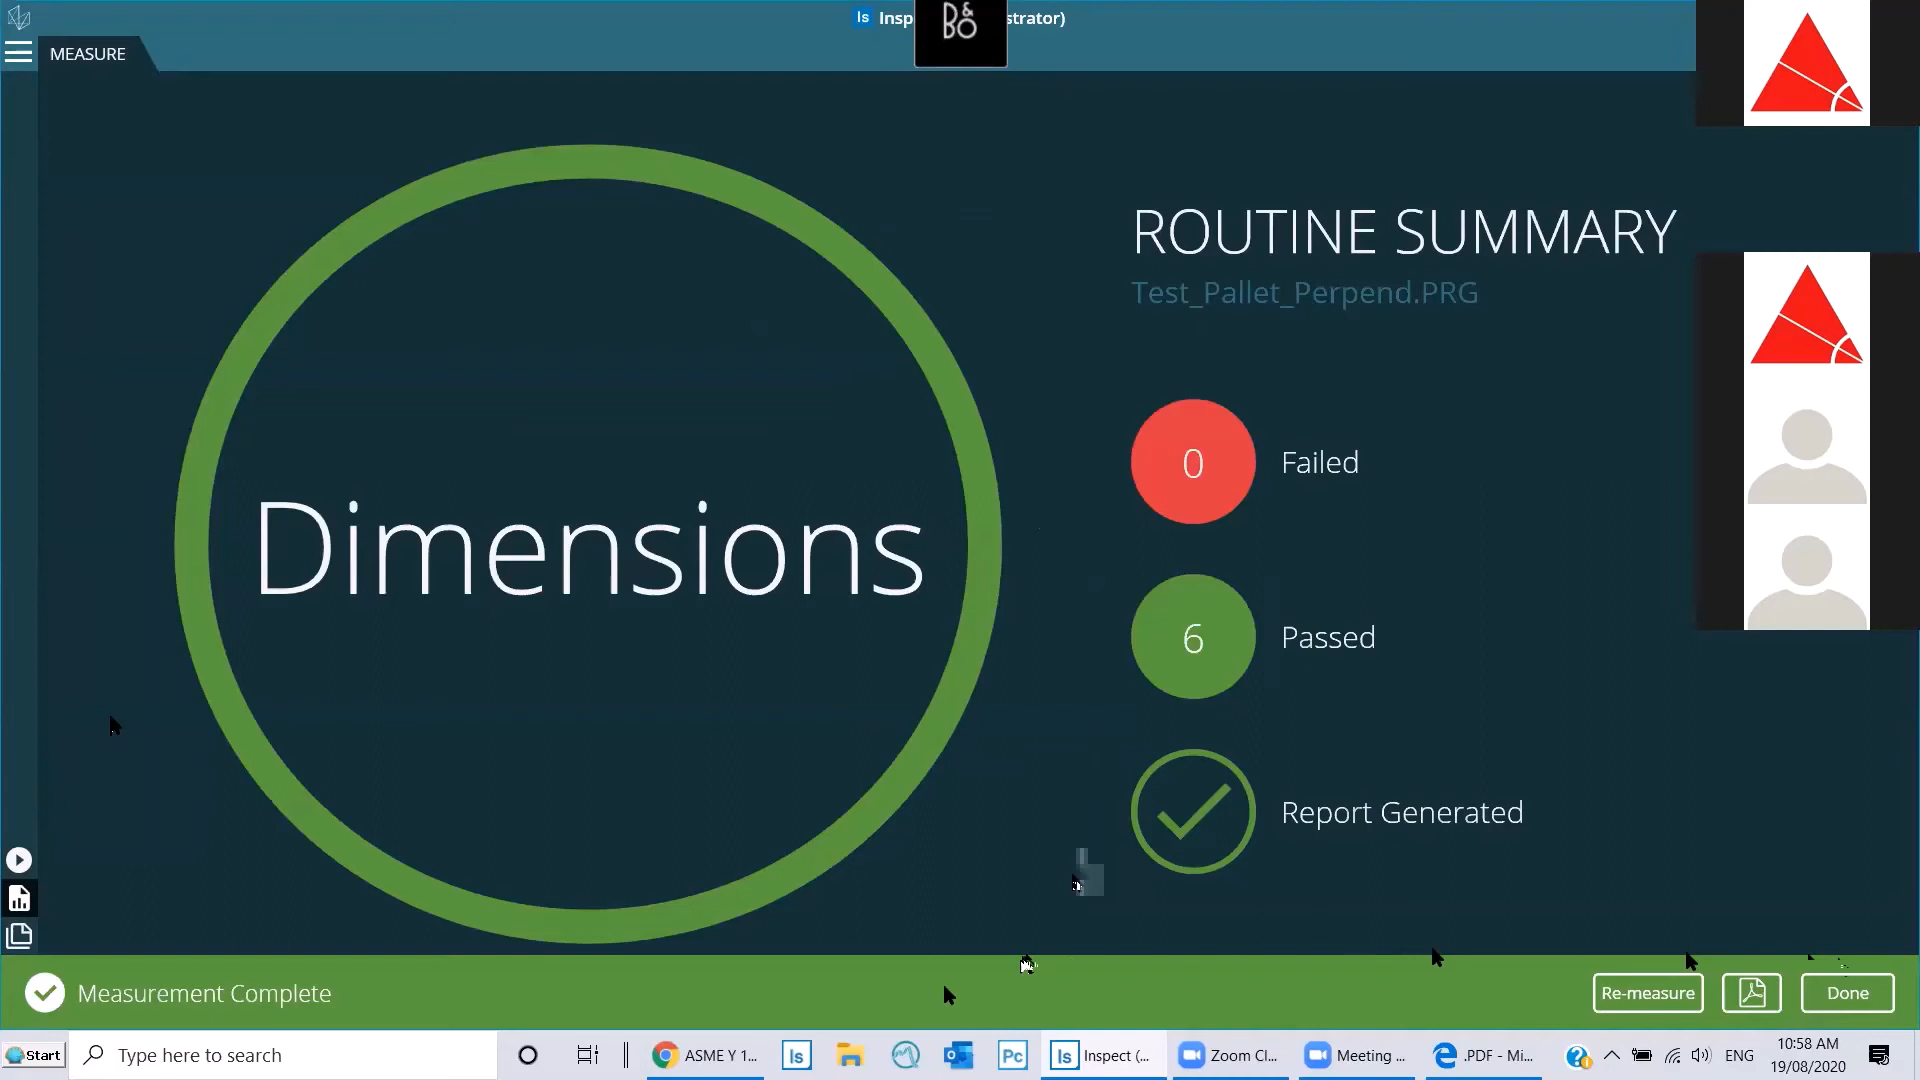 Is Insp strator)
B&O
MEASURE
ROUTINE SUMMARY
Test_Pallet_Perpend.PRG
Dimensions
0 Failed
6 Passed
Report Generated
Measurement Complete
Re-measure
Done
Start
Type here to search
ASME Y 1...
Is
Pc
Is Inspect (...
Zoom Cl...
Meeting ...
.PDF - Mi...
ENG
10:58 AM
19/08/2020